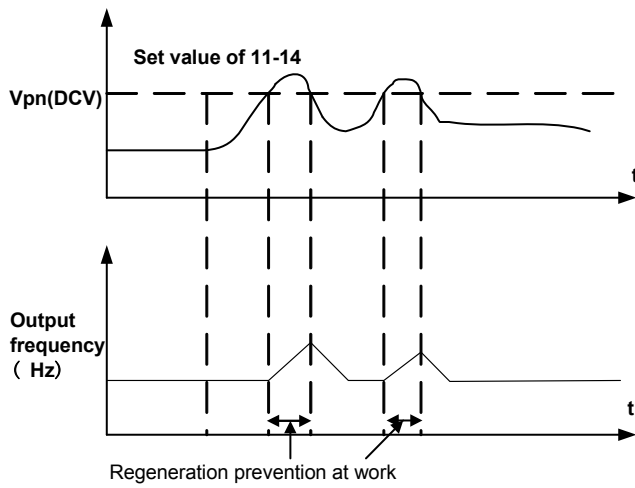 Set value of 11-14
Vpn(DCV)
t
Output
frequency
( Hz)
t
Regeneration prevention at work